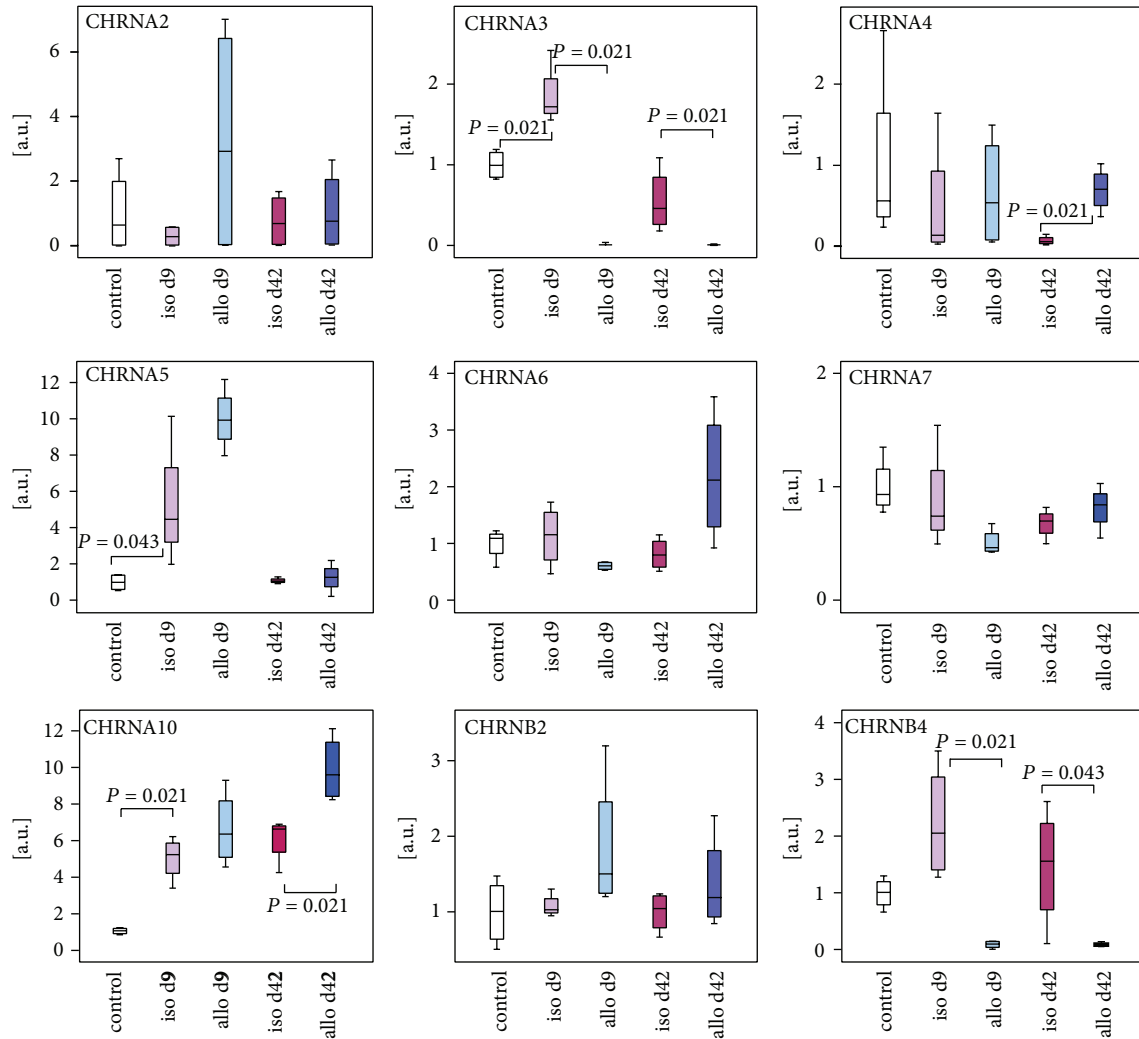 CHRNA2
6
4
2
0
[a.u.]
control
iso d9
allo d9
iso d42
allo d42
CHRNA3
P = 0.021
P = 0.021
P = 0.021
2
1
0
[a.u.]
control
iso d9
allo d9
iso d42
allo d42
CHRNA4
P = 0.021
2
1
0
[a.u.]
control
iso d9
allo d9
iso d42
allo d42
CHRNA5
P = 0.043
12
10
8
6
4
2
0
[a.u.]
control
iso d9
allo d9
iso d42
allo d42
CHRNA6
4
3
2
1
0
[a.u.]
control
iso d9
allo d9
iso d42
allo d42
CHRNA7
2
1
0
[a.u.]
control
iso d9
allo d9
iso d42
allo d42
CHRNA10
P = 0.021
P = 0.021
12
10
8
6
4
2
0
[a.u.]
control
iso d9
allo d9
iso d42
allo d42
CHRNB2
3
2
1
[a.u.]
control
iso d9
allo d9
iso d42
allo d42
CHRNB4
P = 0.021
P = 0.043
4
3
2
1
0
[a.u.]
control
iso d9
allo d9
iso d42
allo d42